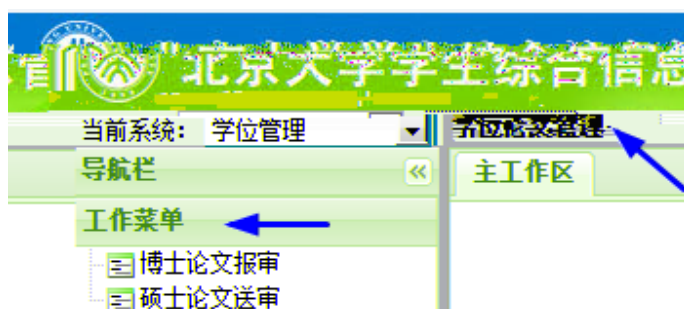 北京大学学生综合信息
当前系统: 学位管理
导航栏
主工作区
工作菜单
博士论文报审
硕士论文送审